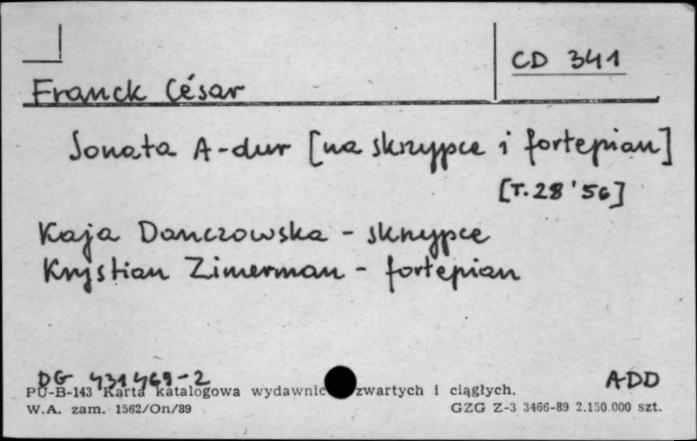 CD 341
Franck César
Sonata A-dur [na skrzypce i fortepian]
[T. 28'56]
Kaja Danczowska - skrzypce
Krystian Zimerman - fortepian
DG 431469-2
ADD
PU-B-143 Karta katalogowa wydawnic zwartych i ciągłych.
W.A. zam. 1562/On/89
GZG Z-3 3466-89 2.150.000 szt.